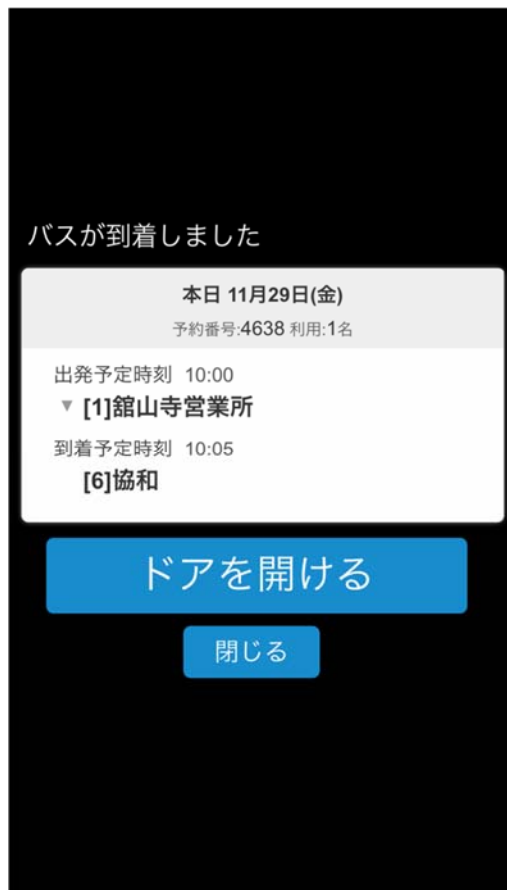 バスが到着しました
本日 11月29日(金)
予約番号:4638 利用:1名
出発予定時刻 10:00
▼ [1]舘山寺営業所
到着予定時刻 10:05
[6]協和
ドアを開ける
閉じる